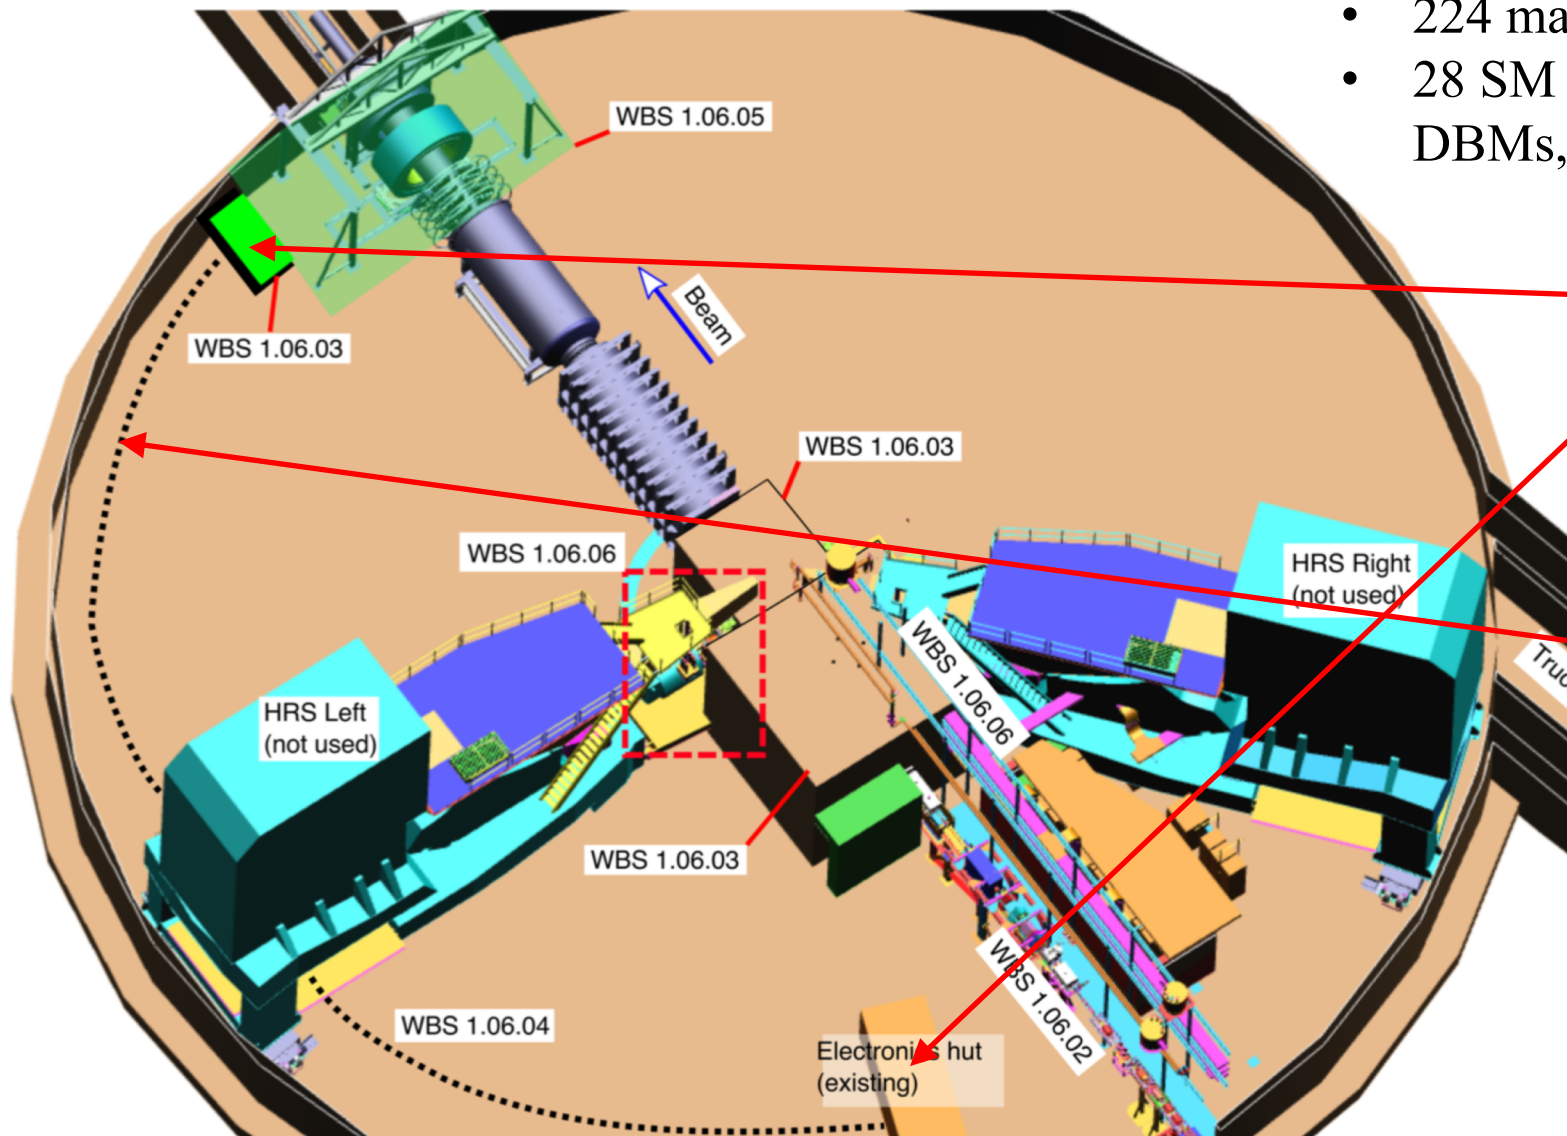 • 224 ma
• 28 SM
DBMs,
WBS 1.06.05
Beam
WBS 1.06.03
WBS 1.06.03
WBS 1.06.06
HRS Right
(not used)
WBS 1.06.06
Truc
HRS Left
(not used)
WBS 1.06.03
WBS 1.06.02
WBS 1.06.04
Electronics hut
(existing)